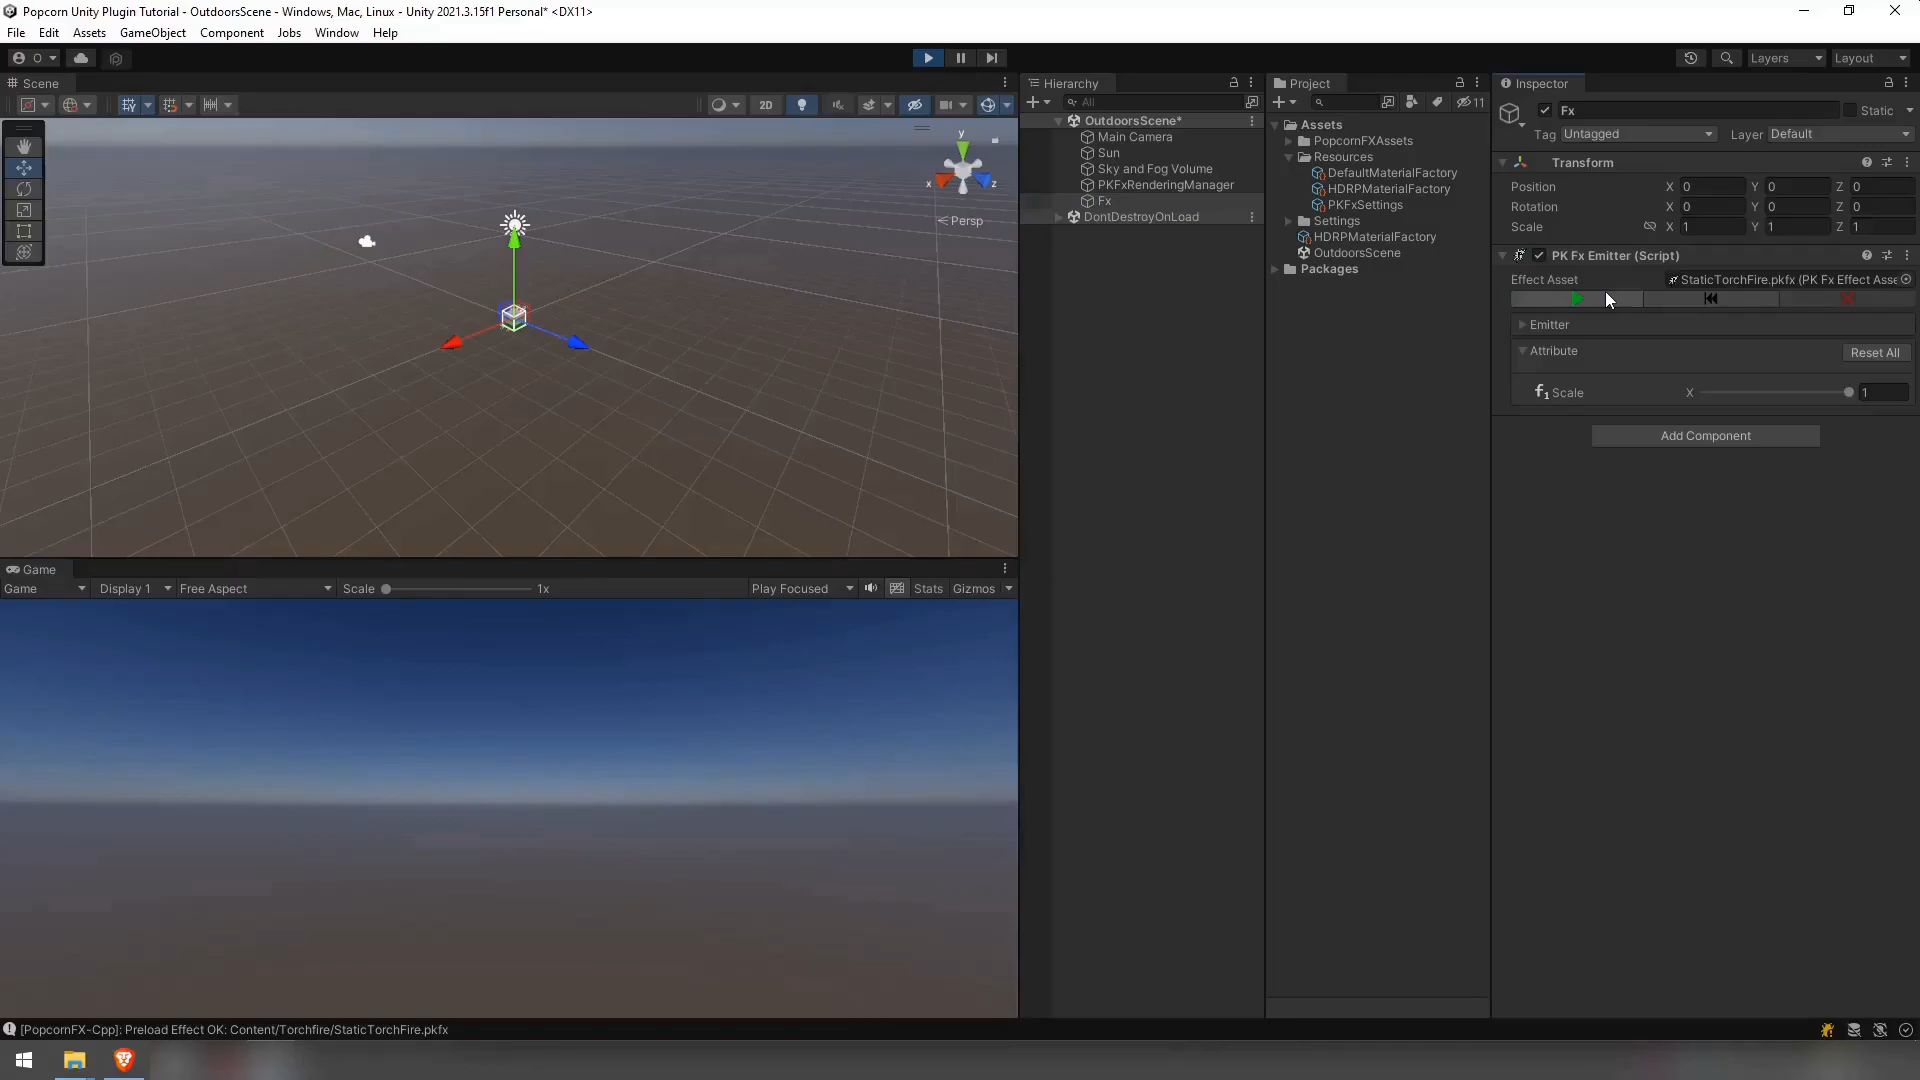 Popcorn Unity Plugin Tutorial - OutdoorsScene - Windows, Mac, Linux - Unity 2021.3.15f1 Personal* <DX11>
File Edit Assets GameObject Component Jobs Window Help
O Layers Layout
Scene
2D
y
x z
Persp
Hierarchy
All
OutdoorsScene*
Main Camera
Sun
Sky and Fog Volume
PKFxRenderingManager
Fx
DontDestroyOnLoad
Project
11
Assets
PopcornFXAssets
Resources
DefaultMaterialFactory
HDRPMaterialFactory
PKFxSettings
Settings
HDRPMaterialFactory
OutdoorsScene
Packages
Inspector
Fx Static
Tag Untagged Layer Default
Transform
Position X 0 Y 0 Z 0
Rotation X 0 Y 0 Z 0
Scale X 1 Y 1 Z 1
PK Fx Emitter (Script)
Effect Asset StaticTorchFire.pkfx (PK Fx Effect Asse
Emitter
Attribute Reset All
f1 Scale X 1
Add Component
Game
Game Display 1 Free Aspect Scale 1x Play Focused Stats Gizmos
[PopcornFX-Cpp]: Preload Effect OK: Content/Torchfire/StaticTorchFire.pkfx